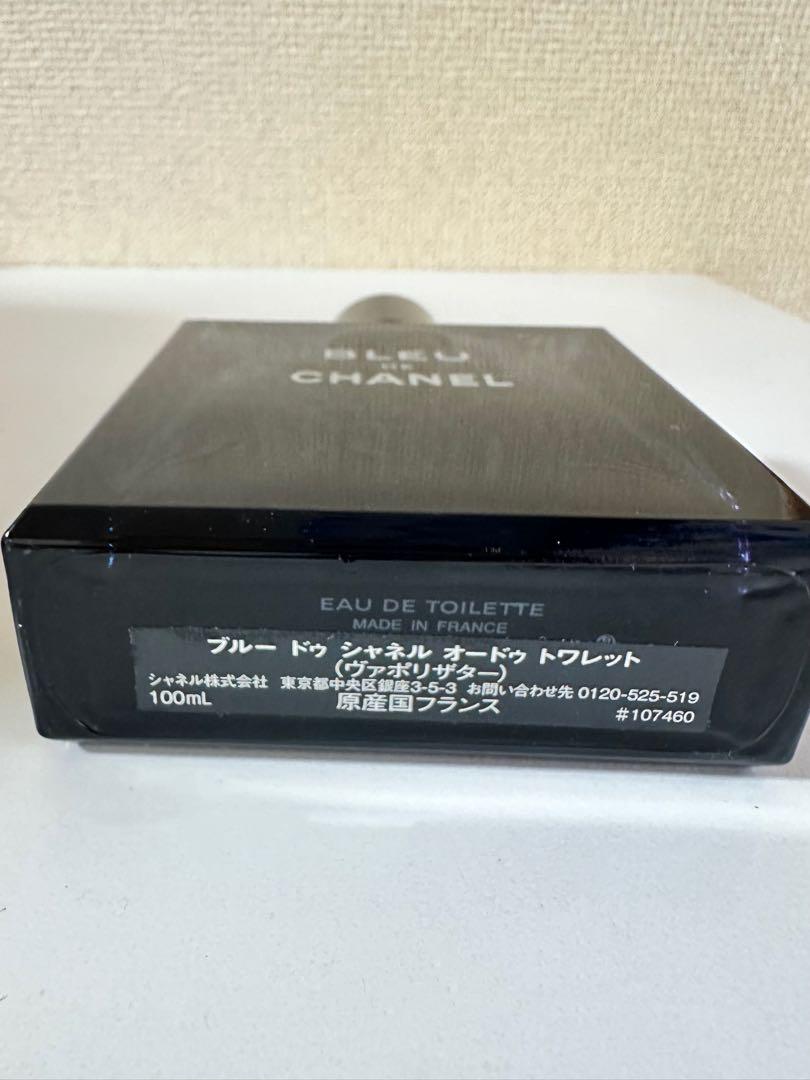 BLEU
DE
CHANEL
EAU DE TOILETTE
MADE IN FRANCE
ブルー ドゥ シャネル オードゥ トワレット
(ヴァポリザター)
シャネル株式会社 東京都中央区銀座3-5-3 お問い合わせ先 0120-525-519
100mL 原産国フランス #107460